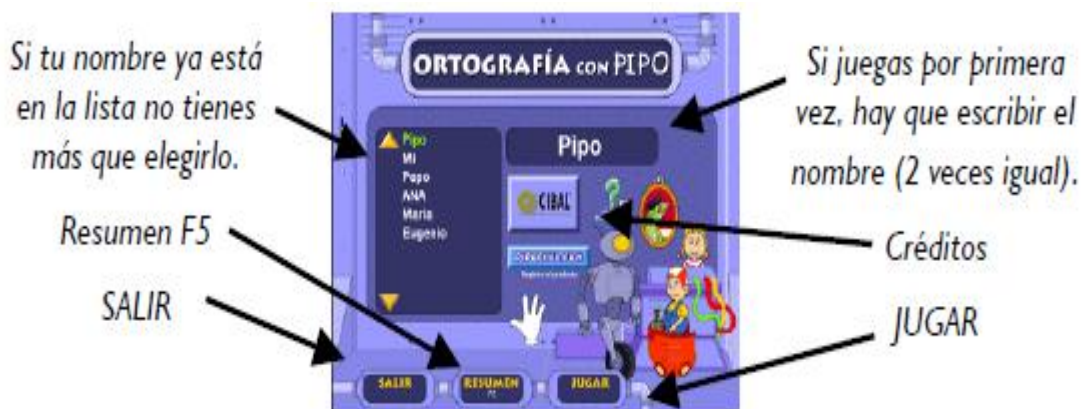 Si tu nombre ya está
en la lista no tienes
más que elegirlo.
Resumen F5
SALIR
ORTOGRAFÍA CON PIPO
Pipo
Mi
Papo
ANA
Maria
Eugenio
Pipo
CIBAL
SALIR
RESUMEN
F5
JUGAR
Si juegas por primera
vez, hay que escribir el
nombre (2 veces igual).
Créditos
JUGAR